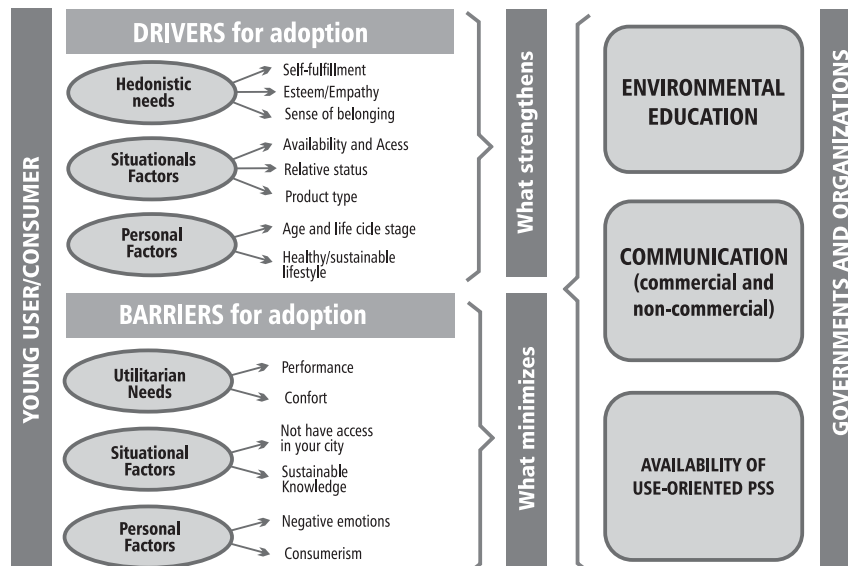 YOUNG USER/CONSUMER
DRIVERS for adoption
Hedonistic
needs
Self-fulfillment
Esteem/Empathy
Sense of belonging
Situationals
Factors
Availability and Acess
Relative status
Product type
Personal
Factors
Age and life cicle stage
Healthy/sustainable
lifestyle
BARRIERS for adoption
Utilitarian
Needs
Performance
Confort
Situational
Factors
Not have access
in your city
Sustainable
Knowledge
Personal
Factors
Negative emotions
Consumerism
What strengthens
What minimizes
ENVIRONMENTAL
EDUCATION
COMMUNICATION
(commercial and
non-commercial)
AVAILABILITY OF
USE-ORIENTED PSS
GOVERNMENTS AND ORGANIZATIONS